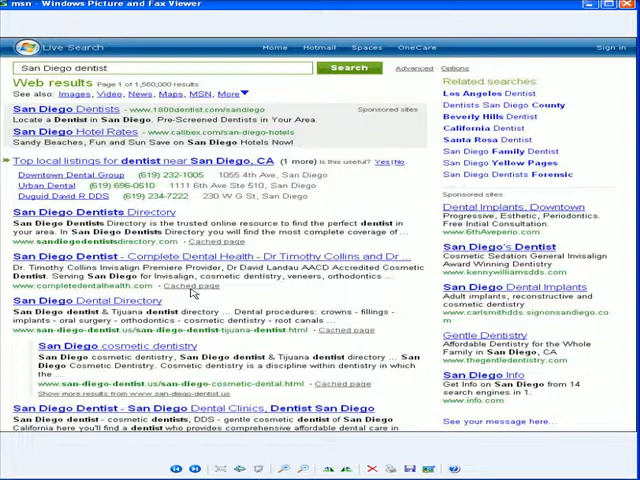 msn - Windows Picture and Fax Viewer
Live Search
Home Hotmail Spaces OneCare Sign in
San Diego dentist Search Advanced Options
Web results Page 1 of 1,560,000 results
See also: Images, Video, News, Maps, MSN, More
San Diego Dentists - www.1800dentist.com/sandiego Sponsored sites
Locate a Dentist in San Diego. Pre-Screened Dentists in Your Area.
San Diego Hotel Rates - www.calibex.com/san-diego-hotels
Sandy Beaches, Fun and Sun Save on San Diego Hotels Now!
Top local listings for dentist near San Diego, CA (1 more) Is this useful? Yes|No
Downtown Dental Group (619) 232-1005 1055 4th Ave, San Diego
Urban Dental (619) 696-0510 1111 6th Ave Ste 510, San Diego
Duguid David R DDS (619) 234-7222 230 W G St, San Diego
San Diego Dentists Directory
San Diego Dentists Directory is the trusted online resource to find the perfect dentist in
your area. In San Diego Dentists Directory you'll find the most complete coverage of ...
www.sandiegodentistsdirectory.com - Cached page
San Diego Dentist - Complete Dental Health - Dr Timothy Collins and Dr ...
Dr. Timothy Collins Invisalign Premiere Provider, Dr David Landau AACD Accredited Cosmetic
Dentist. Serving San Diego for Invisalign, cosmetic dentistry, veneers, orthodontics ...
www.completedentalhealth.com - Cached page
San Diego Dental Directory
San Diego dentist & Tijuana dentist directory ... Dental procedures: crowns - fillings -
implants - oral surgery - orthodontics - cosmetic dentistry - root canals ...
www.san-diego-dentist.us/san-diego-dentist-tijuana-dentist.html - Cached page
San Diego cosmetic dentistry
San Diego cosmetic dentistry, San Diego dentist & Tijuana dentist directory ... San
Diego Cosmetic Dentistry. Cosmetic dentistry is a discipline within dentistry in which
the ...
www.san-diego-dentist.us/san-diego-cosmetic-dental.html - Cached page
Show more results from www.san-diego-dentist.us
San Diego Dentist - San Diego Dental Clinics, Dentist San Diego
San Diego dentist - cosmetic dentists, DDS - gentle cosmetic dentist of San Diego
California here you'll find a dentist who provides comprehensive affordable dental care in
Related searches:
Los Angeles Dentist
Dentists San Diego County
Beverly Hills Dentist
California Dentist
Santa Rosa Dentist
San Diego Family Dentist
San Diego Yellow Pages
San Diego Dentists Forensic
Sponsored sites
Dental Implants, Downtown
Progressive, Esthetic, Periodontics.
Free Initial Consult
www.6thAveperio.com
San Diego's Dentist
Cosmetic Sedation General Invisalign
Award Winning Dentistry
www.kennywilliamsdds.com
San Diego Dental Implants
Adult implants, reconstructive and
cosmetic dentistry
www.carlsmithdds.signonsandiego.co
m
Gentle Dentistry
Affordable Dentistry for the Whole
Family in San Diego, CA
www.thegentledentist.com
San Diego Info
Get Info on San Diego from 14
search engines in 1.
www.info.com
See your message here...